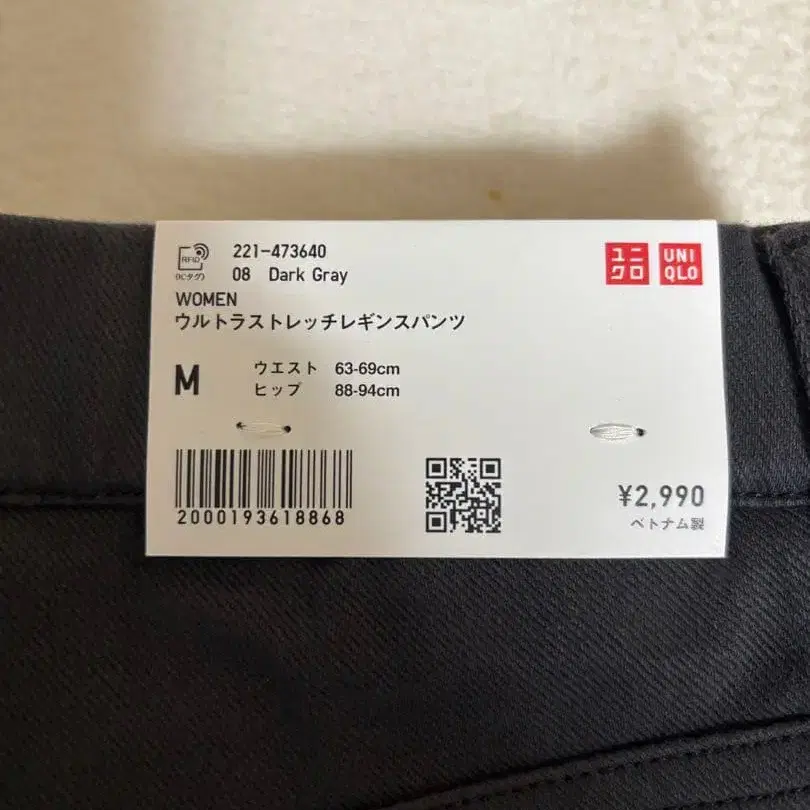 RFID
(ICタグ)
221-473640
08 Dark Gray
WOMEN
ウルトラストレッチレギンスパンツ
ユニ
クロ
UNI
QLO
M
ウエスト 63-69cm
ヒップ 88-94cm
2000193618868
¥2,990
ベトナム製